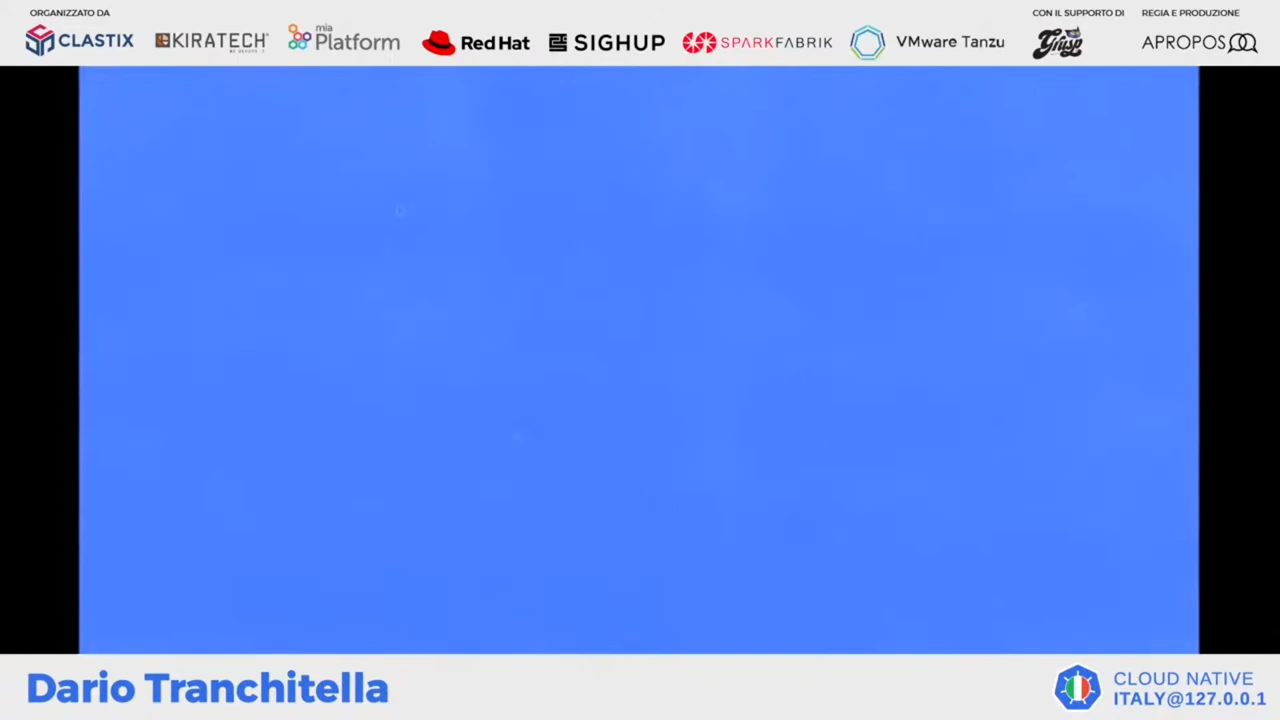 ORGANIZZATO DA
CON IL SUPPORTO DI
REGIA E PRODUZIONE
CLASTIX
KIRATECH
mia Platform
Red Hat
SIGHUP
SPARKFABRIK
VMware Tanzu
Grusp
APROPOS
Dario Tranchitella
CLOUD NATIVE
ITALY@127.0.0.1